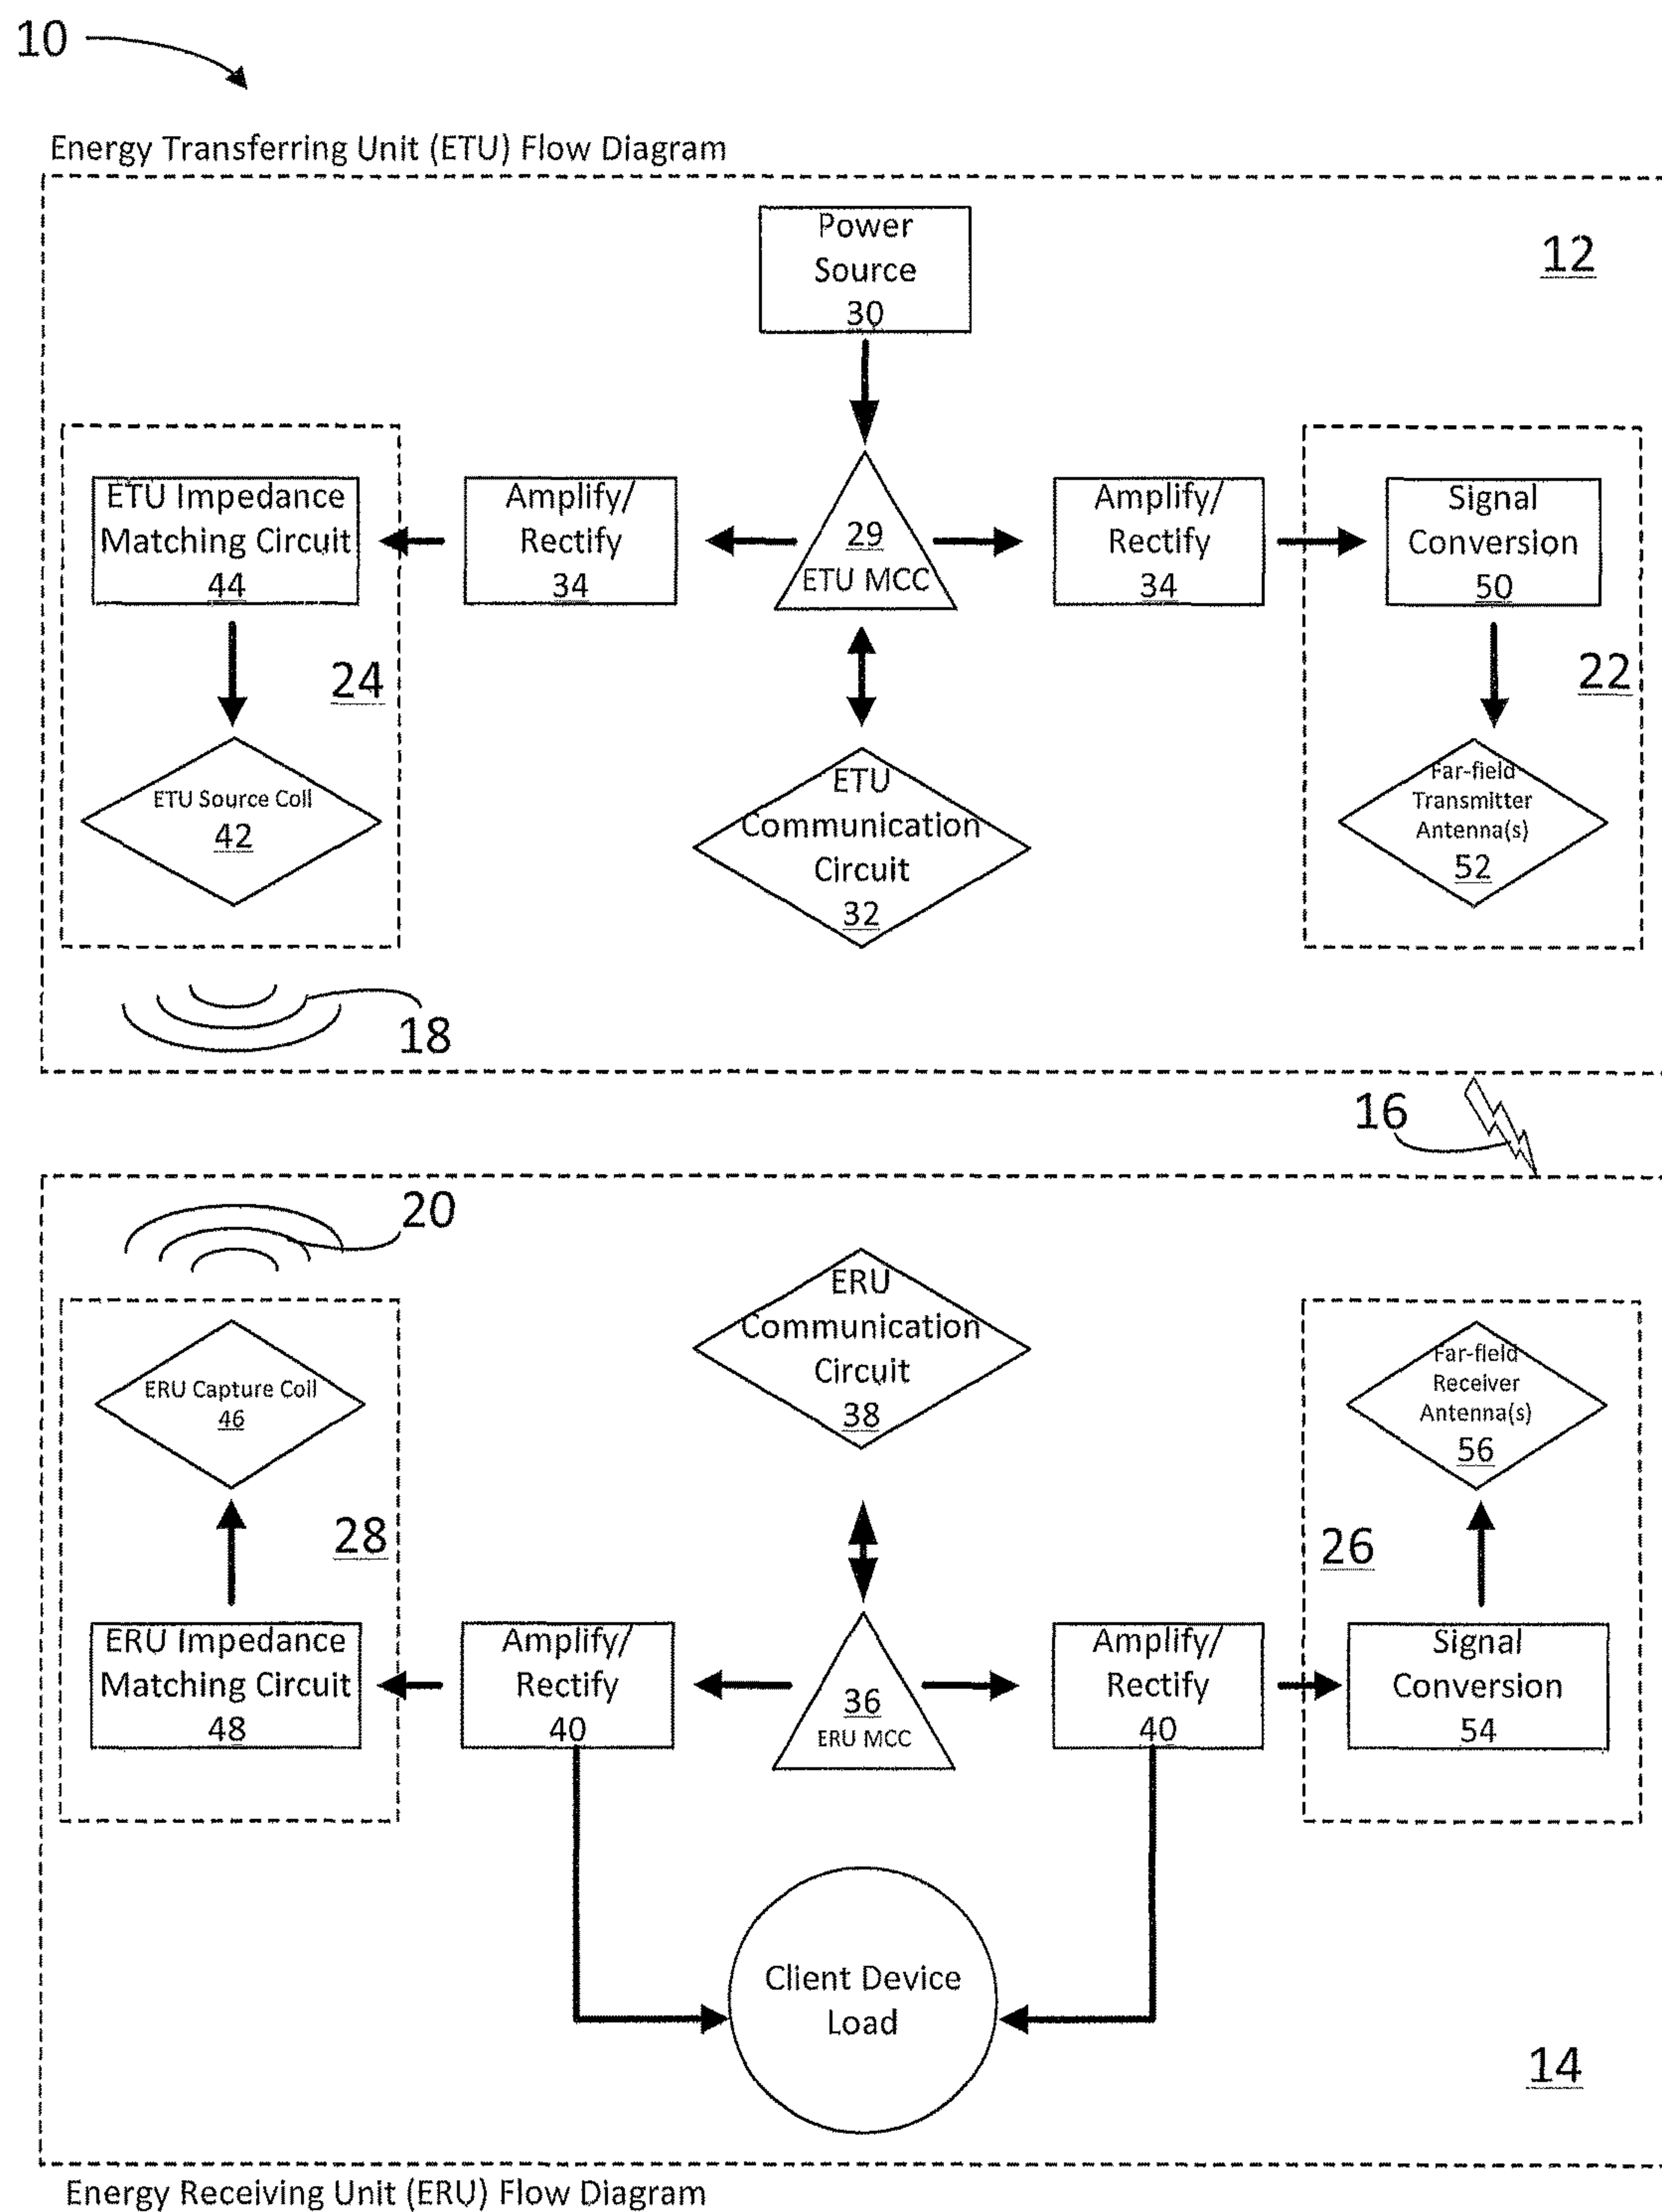 10
Energy Transferring Unit (ETU) Flow Diagram
Power
Source
30
12
ETU Impedance
Matching Circuit
44
Amplify/
Rectify
34
29
ETU MCC
Amplify/
Rectify
34
Signal
Conversion
50
24
22
ETU Source Coil
42
ETU
Communication
Circuit
32
Far-field
Transmitter
Antenna(s)
52
18
16
20
ERU Capture Coil
46
ERU
Communication
Circuit
38
Far-field
Receiver
Antenna(s)
56
28
26
ERU Impedance
Matching Circuit
48
Amplify/
Rectify
40
36
ERU MCC
Amplify/
Rectify
40
Signal
Conversion
54
Client Device
Load
14
Energy Receiving Unit (ERU) Flow Diagram